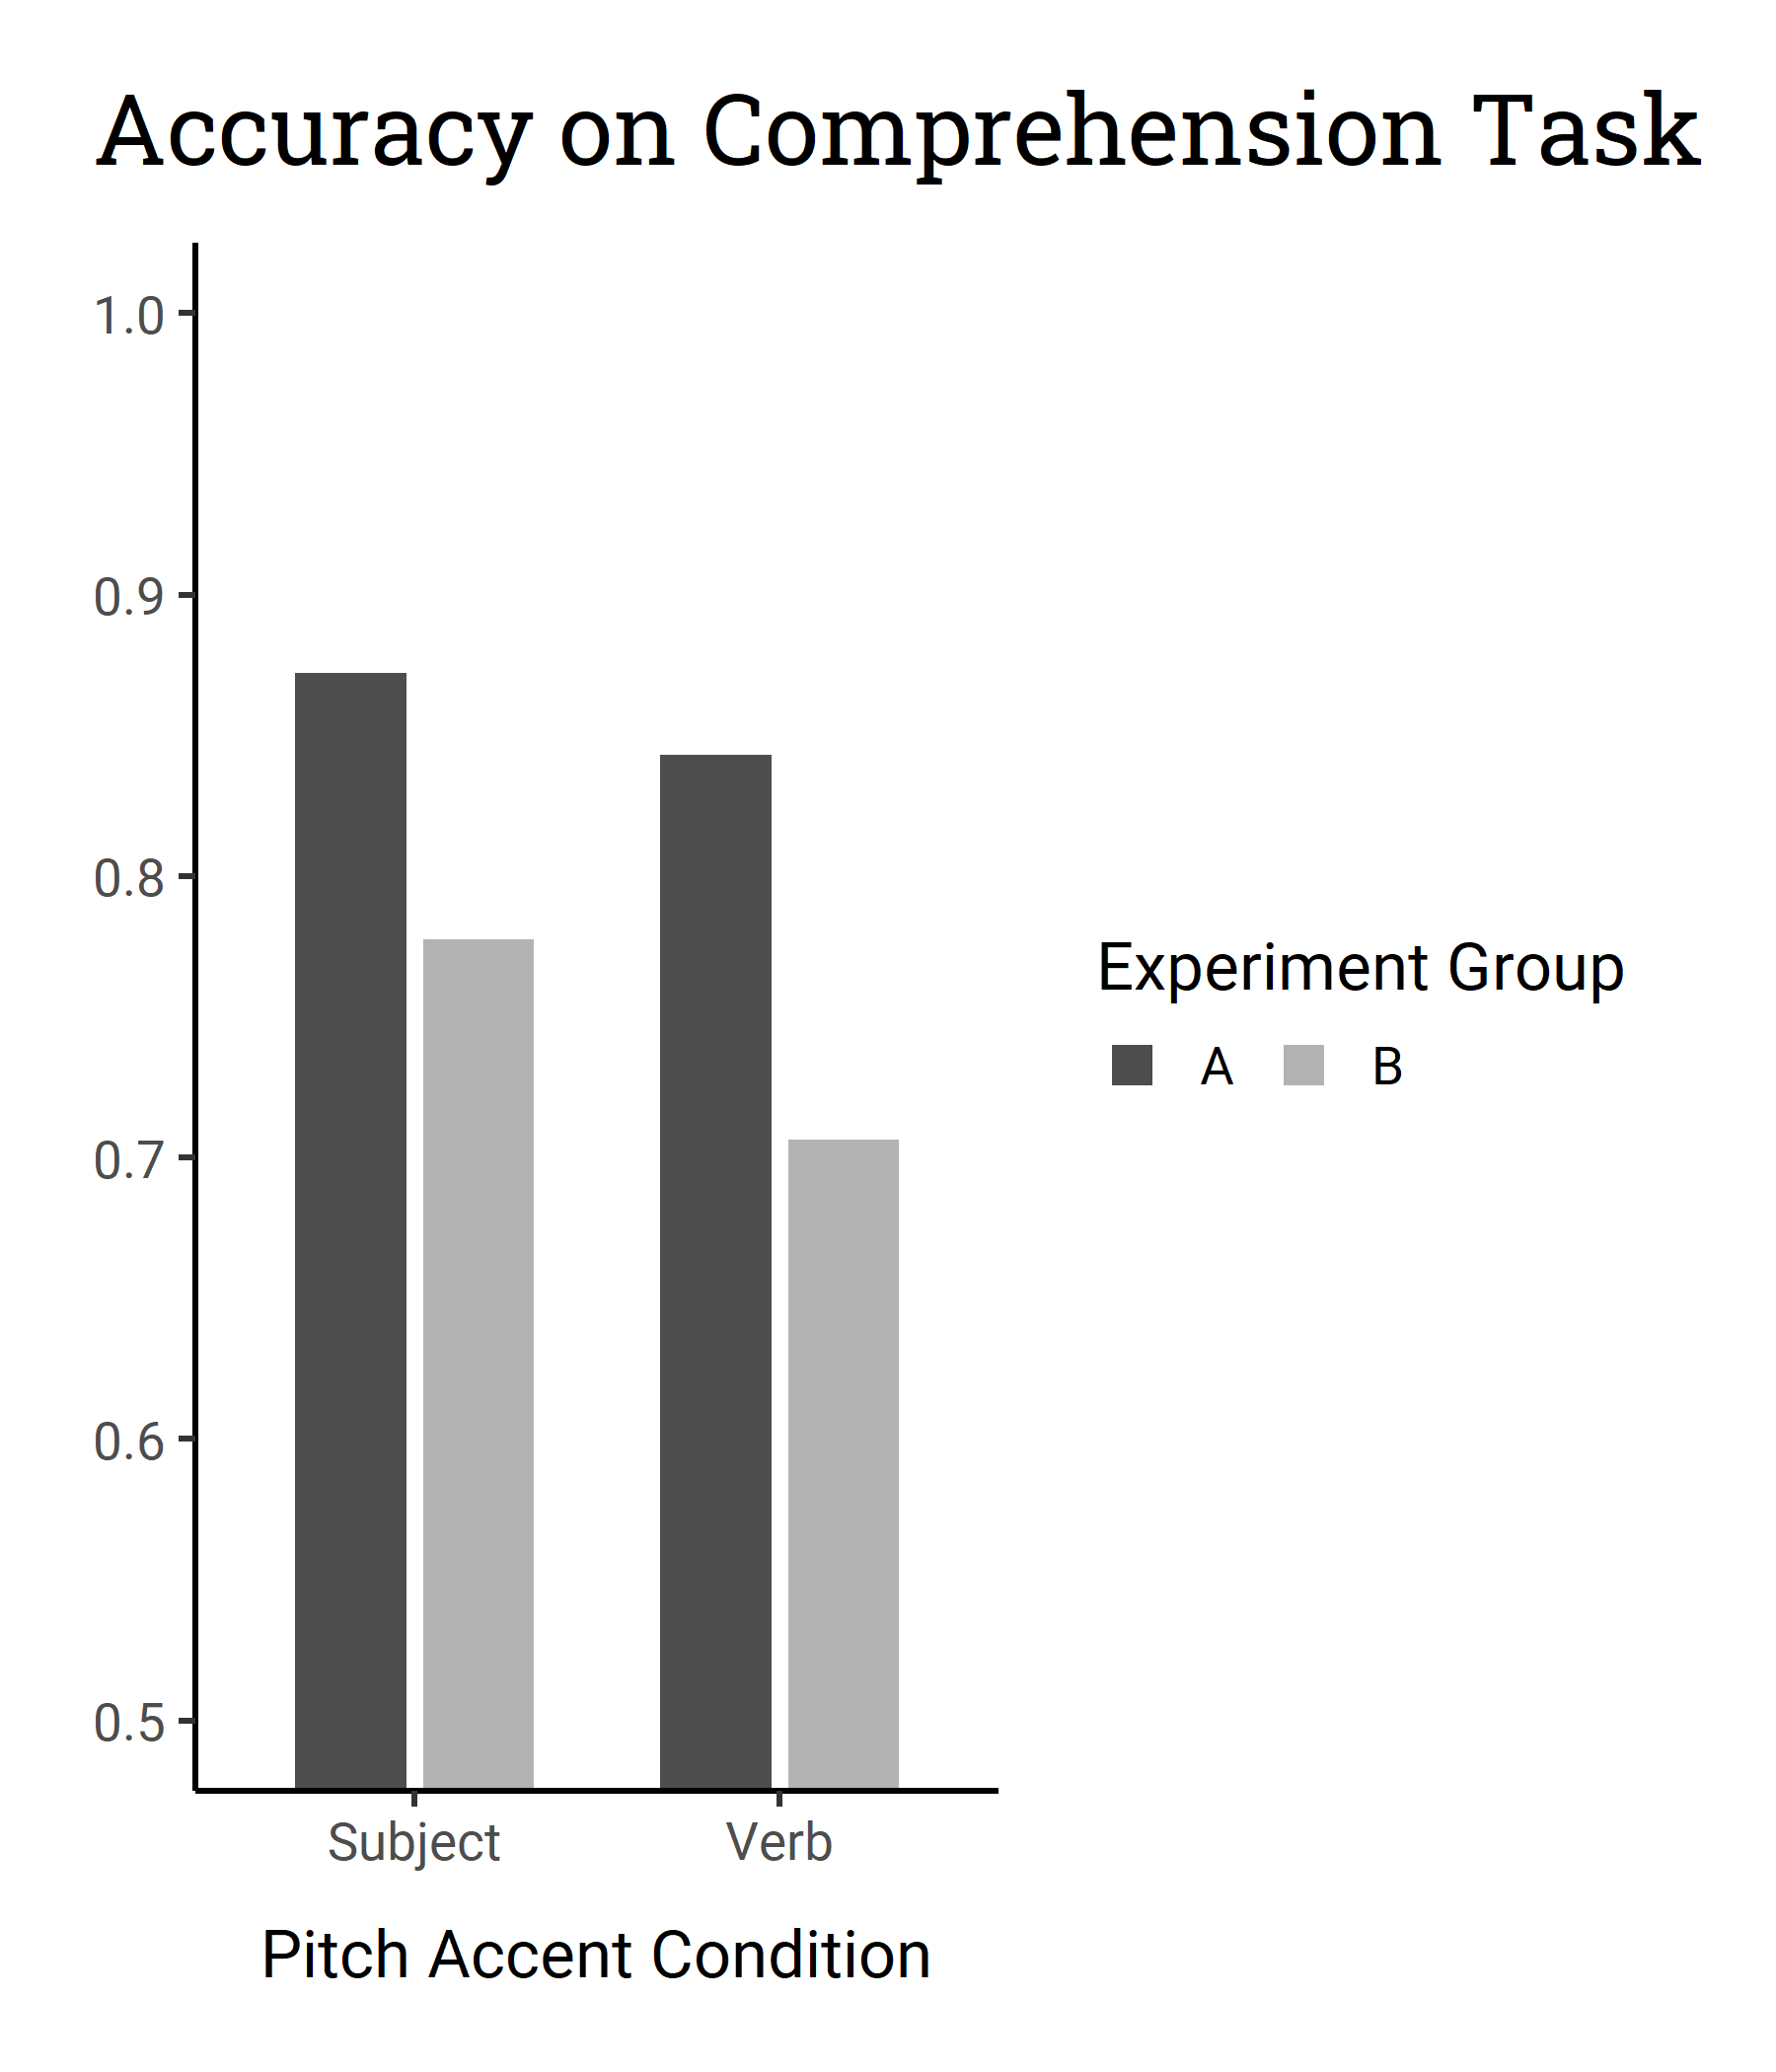 Accuracy on Comprehension Task
1.0
0.9
0.8
0.7
0.6
0.5
Subject Verb
Pitch Accent Condition
Experiment Group
A B